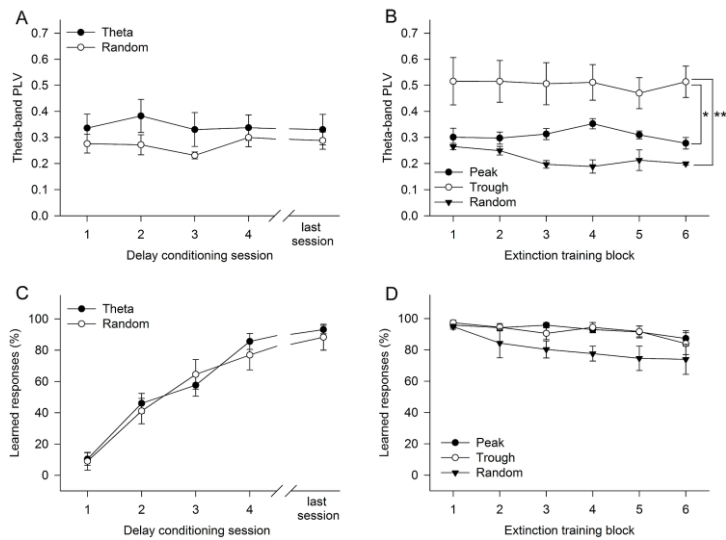 A
Theta
Random
Theta-band PLV
0.7
0.6
0.5
0.4
0.3
0.2
0.1
0.0
1 2 3 4 last session
Delay conditioning session
B
Theta-band PLV
0.7
0.6
0.5
0.4
0.3
0.2
0.1
0.0
* **
Peak
Trough
Random
1 2 3 4 5 6
Extinction training block
C
Theta
Random
Learned responses (%)
100
80
60
40
20
0
1 2 3 4 last session
Delay conditioning session
D
Learned responses (%)
100
80
60
40
20
0
Peak
Trough
Random
1 2 3 4 5 6
Extinction training block